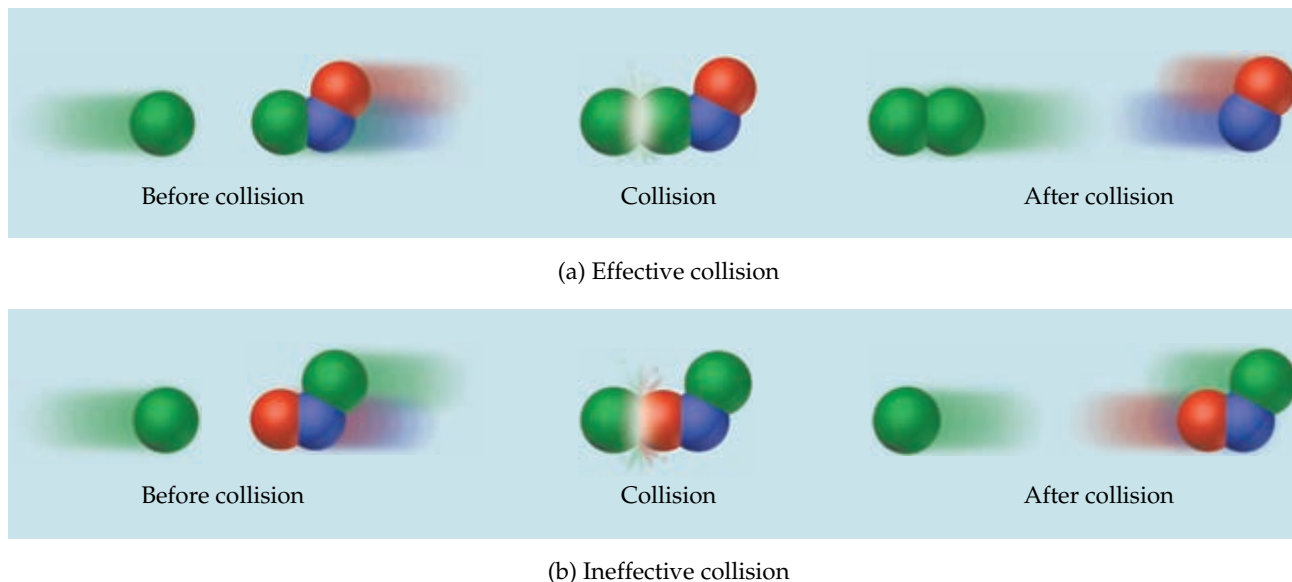 Before collision
Collision
After collision
(a) Effective collision
Before collision
Collision
After collision
(b) Ineffective collision